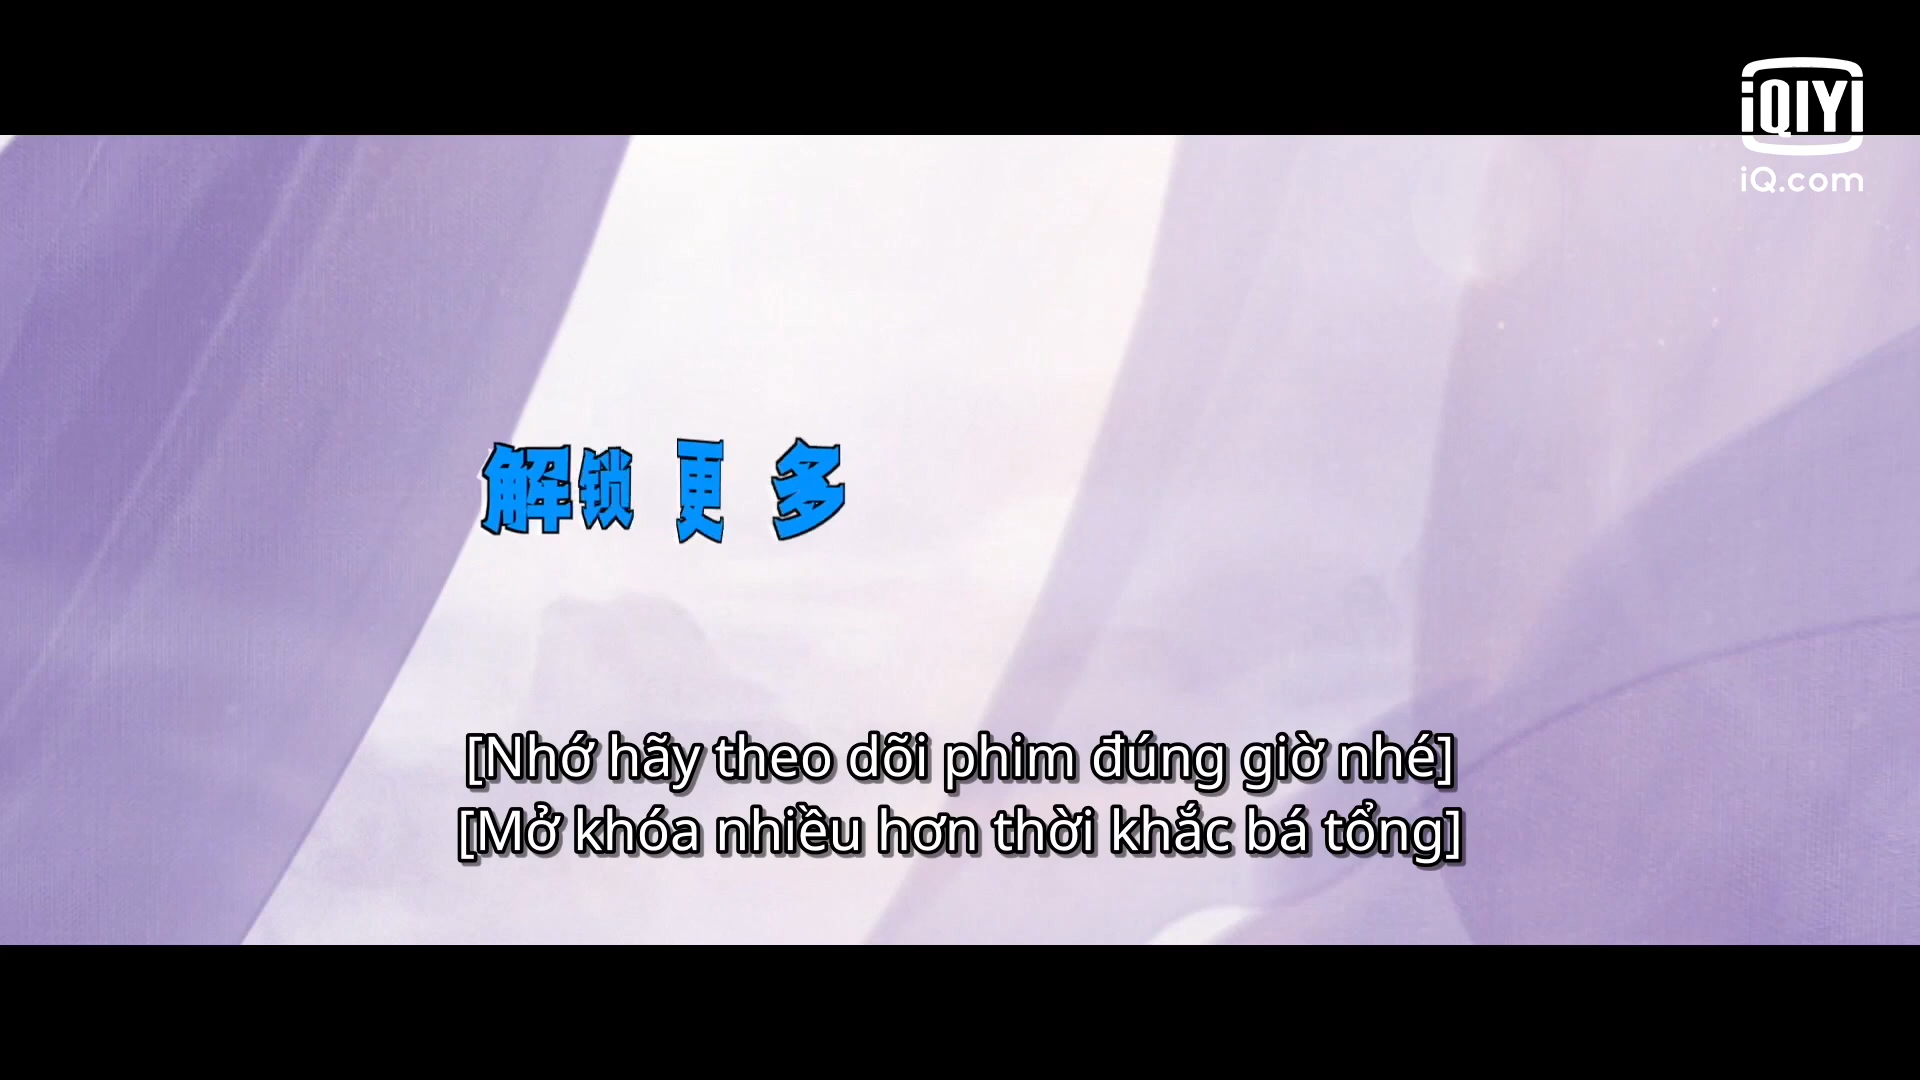 iQIYI
iQ.com
解锁 更 多
[Nhớ hãy theo dõi phim đúng giờ nhé]
[Mở khóa nhiều hơn thời khắc bá tổng]